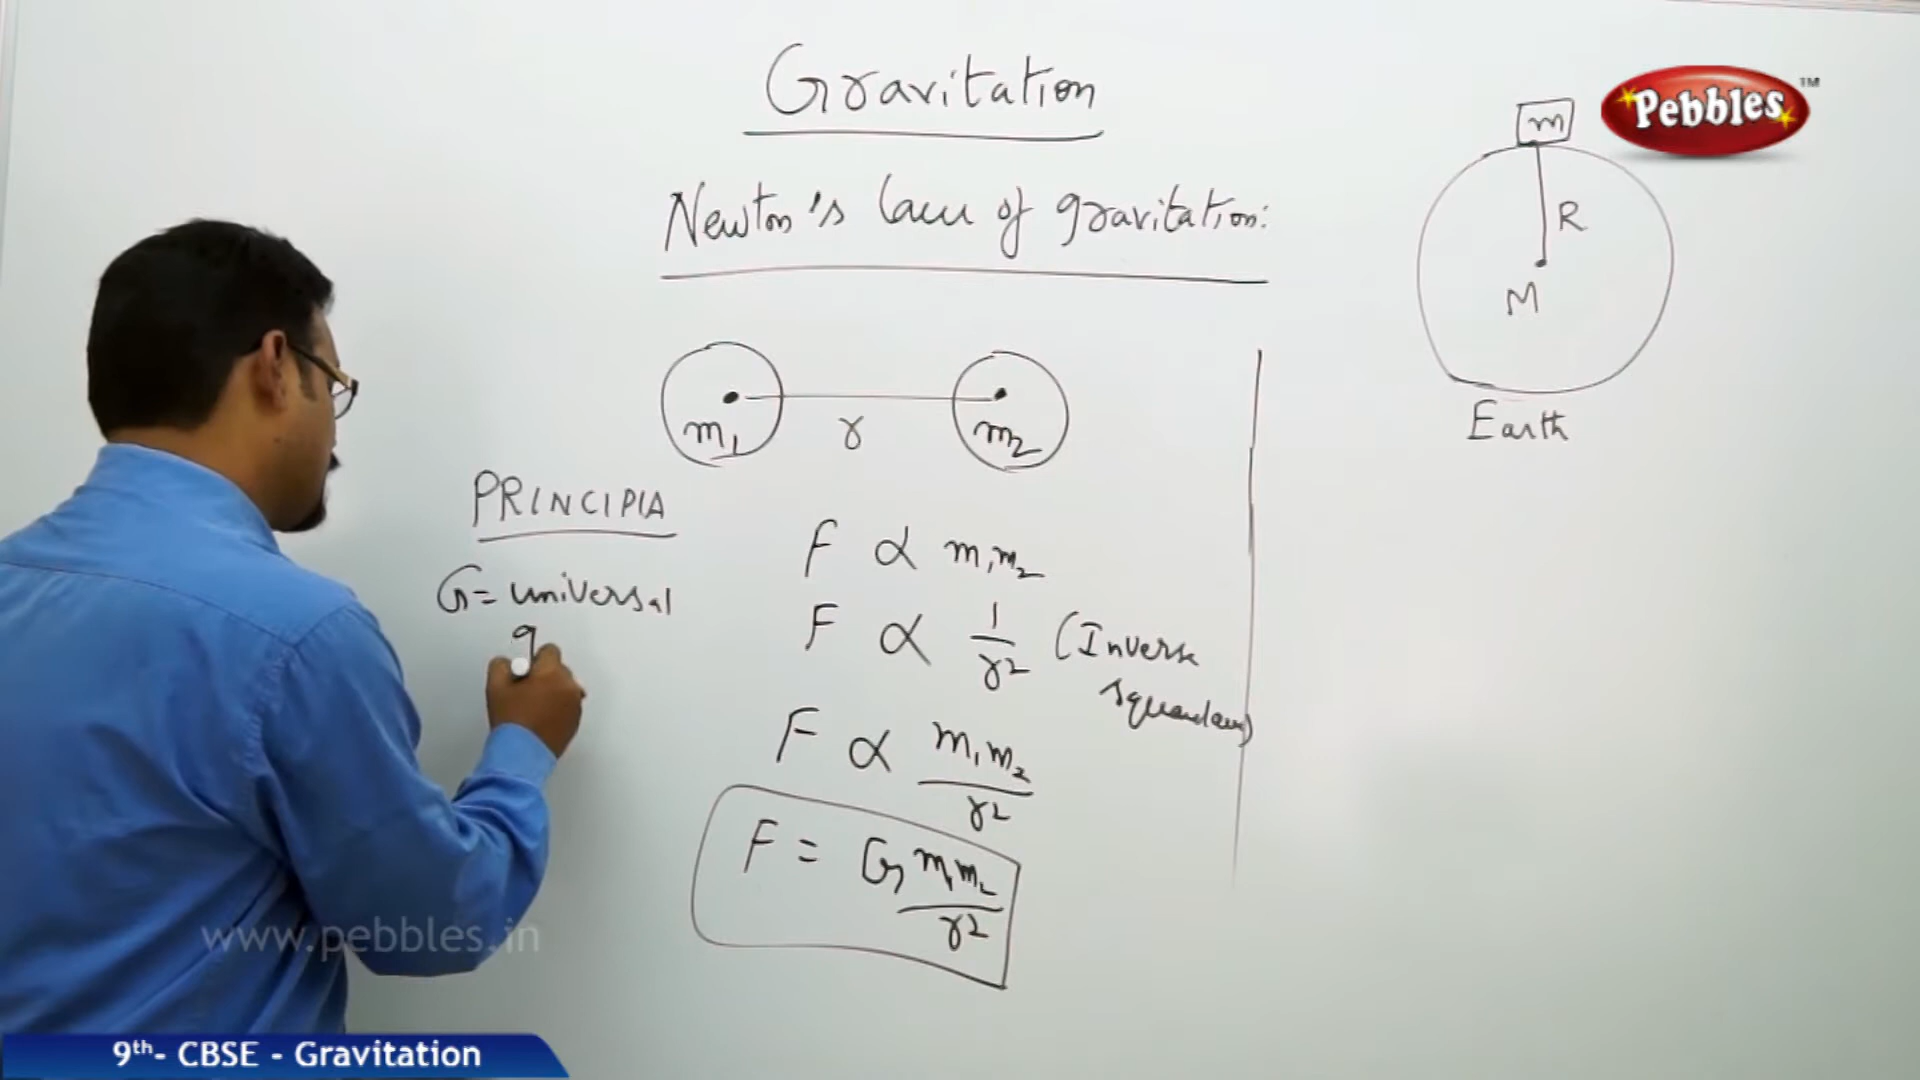 Gravitation
Newton's law of gravitation:
m
R
M
Earth
Pebbles™
m₁ r m₂
PRINCIPIA
G = universal
g
F ∝ m₁m₂
F ∝ 1/r² (Inverse
square law)
F ∝ m₁m₂/r²
F = G m₁m₂/r²
www.pebbles.in
9th- CBSE - Gravitation